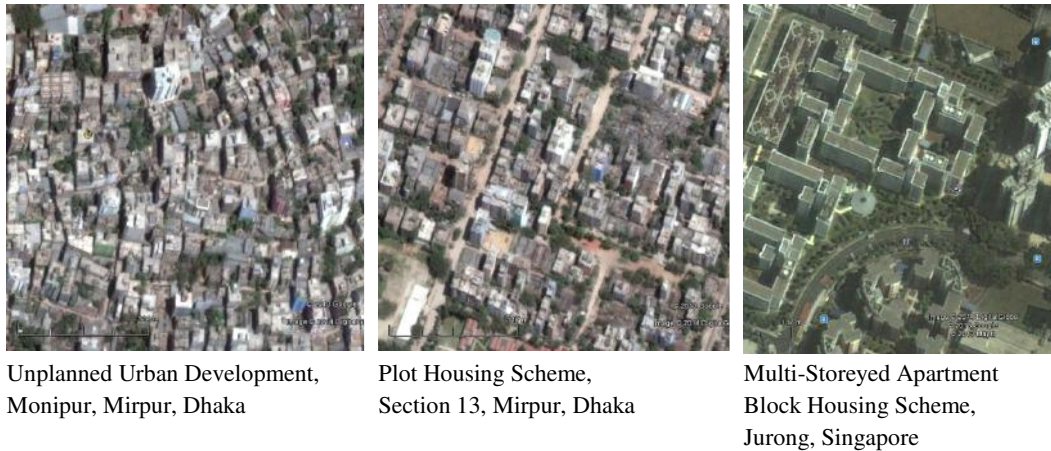 Unplanned Urban Development,
Monipur, Mirpur, Dhaka
Plot Housing Scheme,
Section 13, Mirpur, Dhaka
Multi-Storeyed Apartment
Block Housing Scheme,
Jurong, Singapore